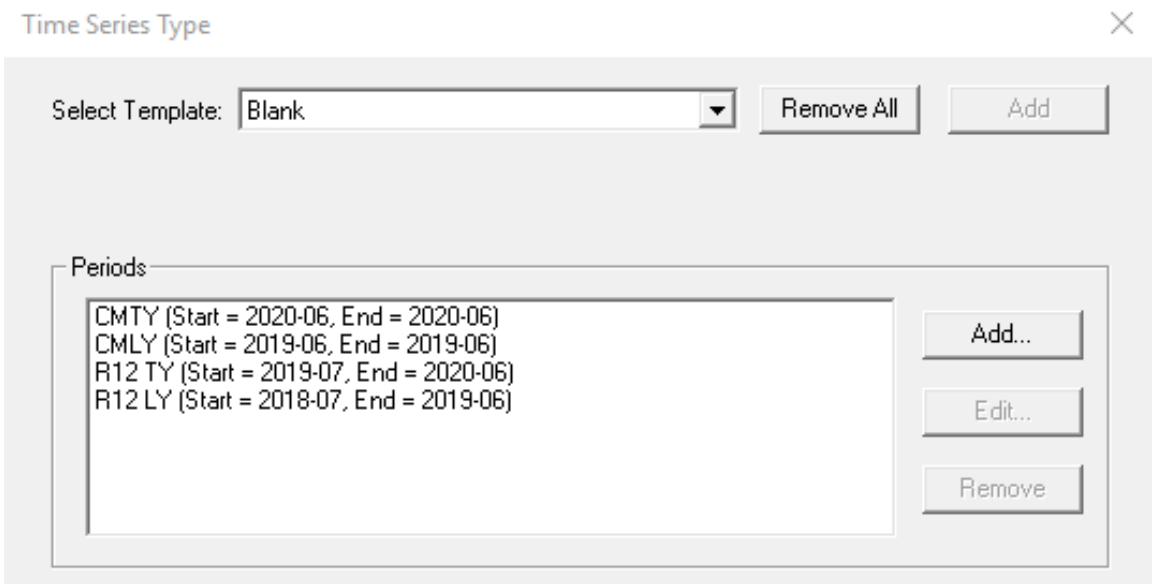 Time Series Type
Select Template: Blank Remove All Add
Periods
CMTY (Start = 2020-06, End = 2020-06)
CMLY (Start = 2019-06, End = 2019-06)
R12 TY (Start = 2019-07, End = 2020-06)
R12 LY (Start = 2018-07, End = 2019-06)
Add...
Edit...
Remove